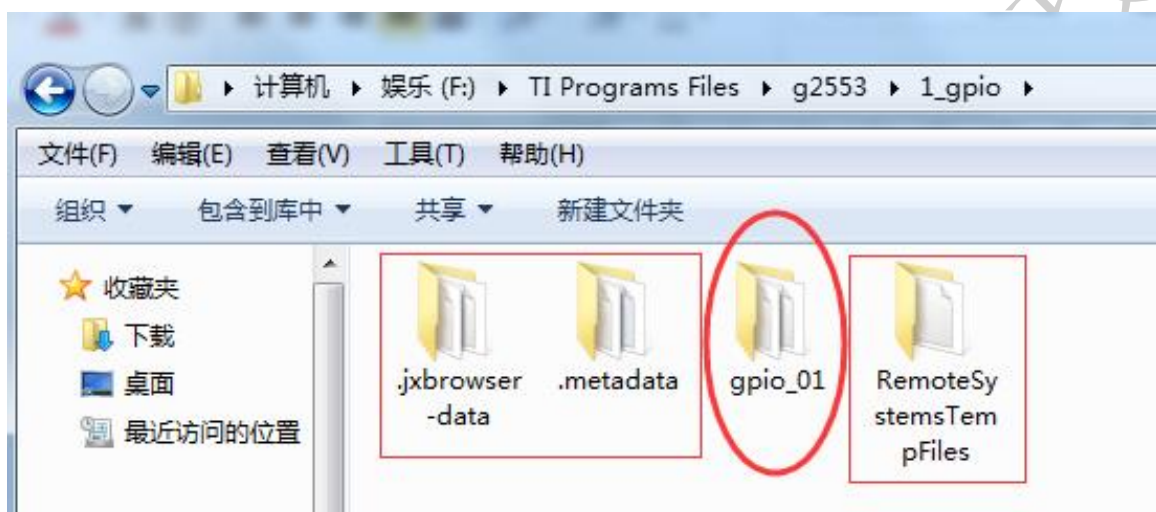 计算机 娱乐 (F:) TI Programs Files g2553 1_gpio
文件(F) 编辑(E) 查看(V) 工具(T) 帮助(H)
组织 包含到库中 共享 新建文件夹
收藏夹
下载
桌面
最近访问的位置
.jxbrowser
-data
.metadata
gpio_01
RemoteSy
stemsTem
pFiles